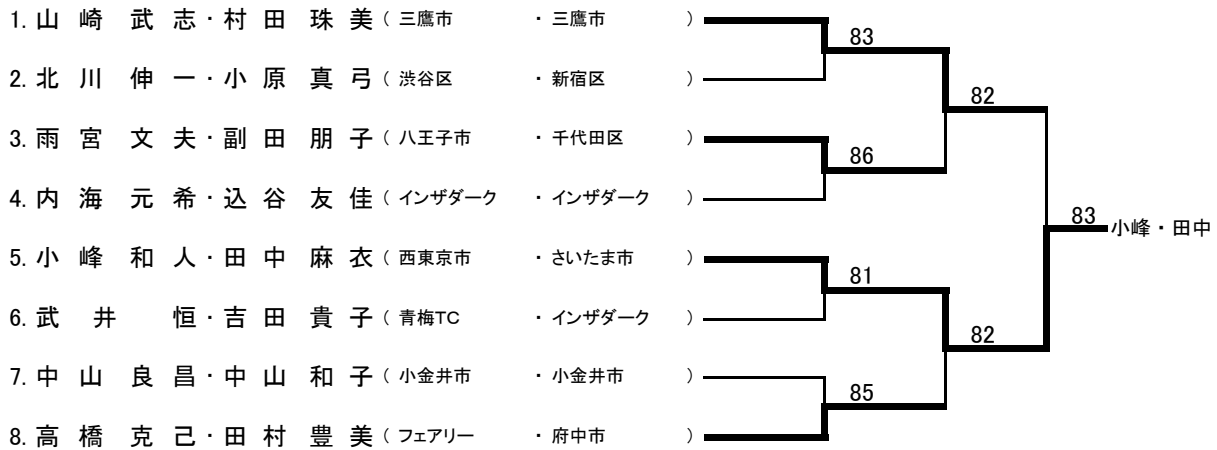 1. 山 崎 武 志・村 田 珠 美 ( 三鷹市 ・三鷹市 )
83
2. 北 川 伸 一・小 原 真 弓 ( 渋谷区 ・新宿区 )
82
3. 雨 宮 文 夫・副 田 朋 子 ( 八王子市 ・千代田区 )
86
4. 内 海 元 希・込 谷 友 佳 ( インザダーク ・インザダーク )
83 小峰・田中
5. 小 峰 和 人・田 中 麻 衣 ( 西東京市 ・さいたま市 )
81
6. 武 井 恒・吉 田 貴 子 ( 青梅TC ・インザダーク )
82
7. 中 山 良 昌・中 山 和 子 ( 小金井市 ・小金井市 )
85
8. 高 橋 克 己・田 村 豊 美 ( フェアリー ・府中市 )